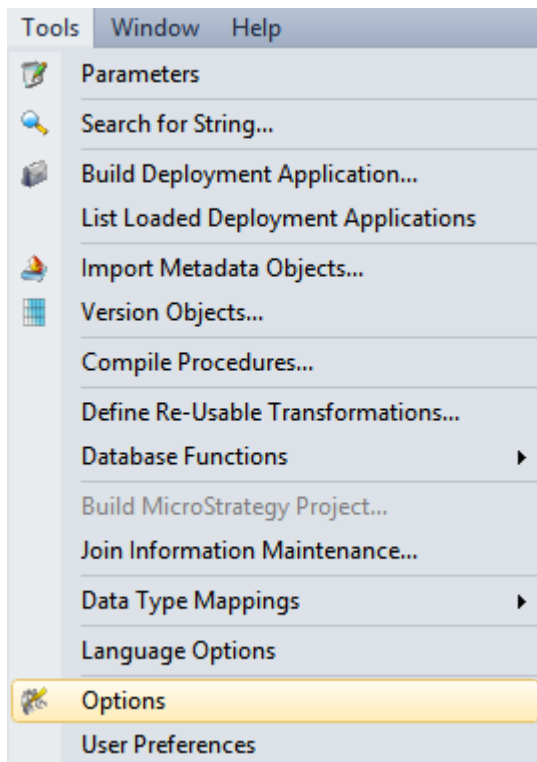 Tools Window Help
Parameters
Search for String...
Build Deployment Application...
List Loaded Deployment Applications
Import Metadata Objects...
Version Objects...
Compile Procedures...
Define Re-Usable Transformations...
Database Functions
Build MicroStrategy Project...
Join Information Maintenance...
Data Type Mappings
Language Options
Options
User Preferences